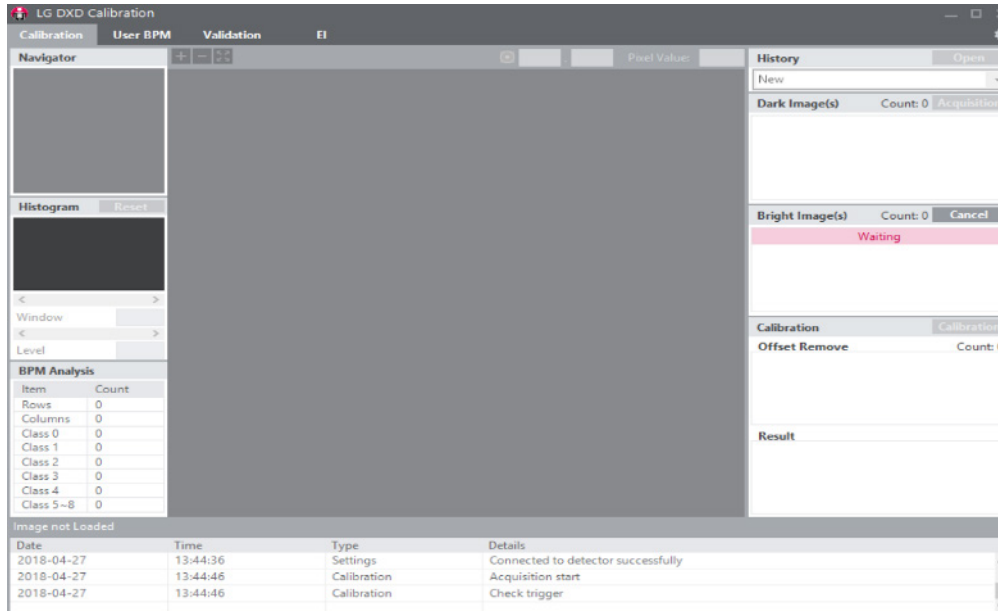 LG DXD Calibration
Calibration User BPM Validation EI
Navigator
Pixel Value:
Histogram Reset
Window
Level
BPM Analysis
Item Count
Rows 0
Columns 0
Class 0 0
Class 1 0
Class 2 0
Class 3 0
Class 4 0
Class 5~8 0
History Open
New
Dark Image(s) Count: 0 Acquisition
Bright Image(s) Count: 0 Cancel
Waiting
Calibration Calibration
Offset Remove Count:
Result
Image not Loaded
Date Time Type Details
2018-04-27 13:44:36 Settings Connected to detector successfully
2018-04-27 13:44:46 Calibration Acquisition start
2018-04-27 13:44:46 Calibration Check trigger